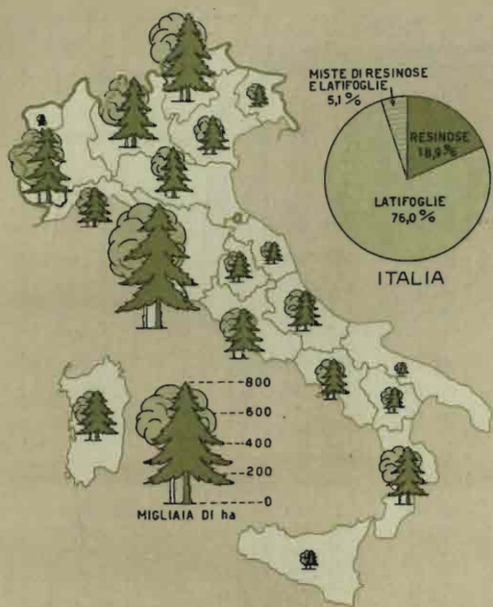 MISTE DI RESINOSE
E LATIFOGLIE
5,1%
RESINOSE
18,9%
LATIFOGLIE
76,0%
ITALIA
800
600
400
200
0
MIGLIAIA DI ha